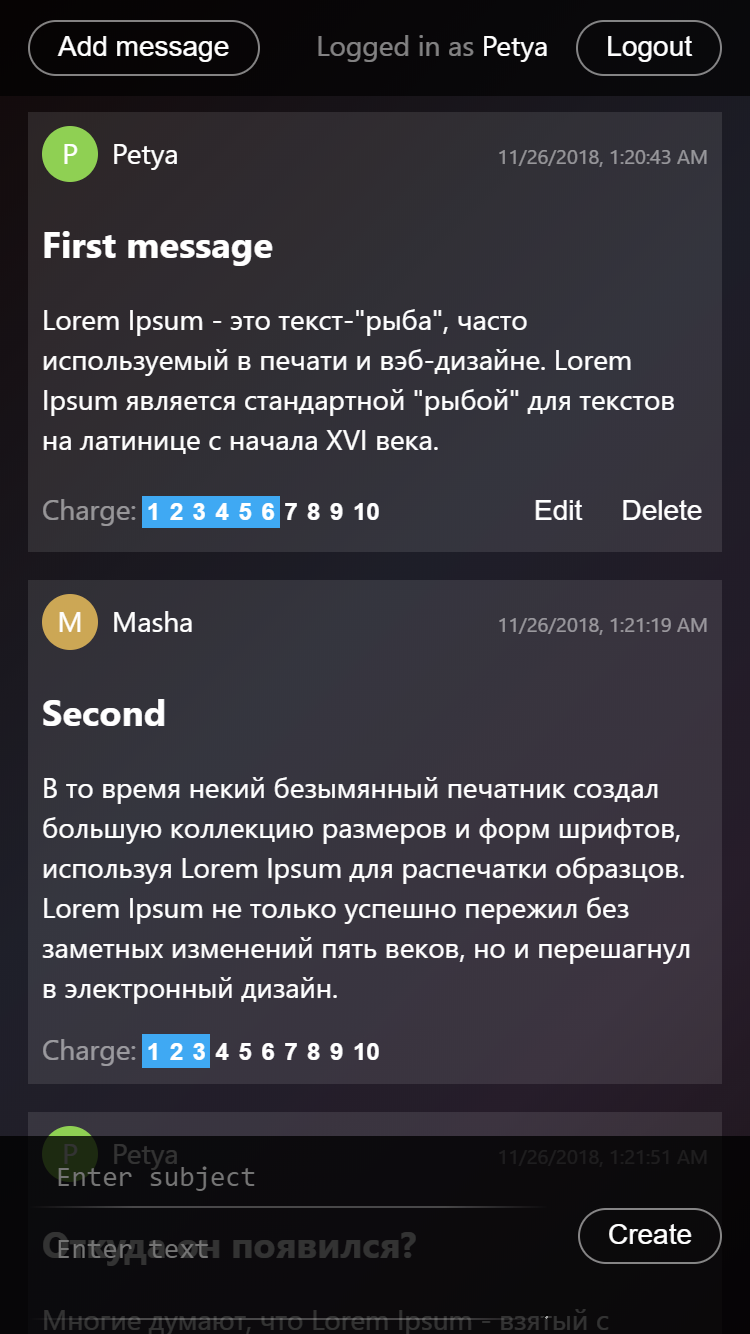 Add message Logged in as Petya Logout
P Petya 11/26/2018, 1:20:43 AM
First message
Lorem Ipsum - это текст-"рыба", часто
используемый в печати и вэб-дизайне. Lorem
Ipsum является стандартной "рыбой" для текстов
на латинице с начала XVI века.
Charge: 1 2 3 4 5 6 7 8 9 10 Edit Delete
M Masha 11/26/2018, 1:21:19 AM
Second
В то время некий безымянный печатник создал
большую коллекцию размеров и форм шрифтов,
используя Lorem Ipsum для распечатки образцов.
Lorem Ipsum не только успешно пережил без
заметных изменений пять веков, но и перешагнул
в электронный дизайн.
Charge: 1 2 3 4 5 6 7 8 9 10
P Petya 11/26/2018, 1:21:51 AM
Enter subject
Откуда он появился?
Enter text
Create
Многие думают, что Lorem Ipsum - взятый с